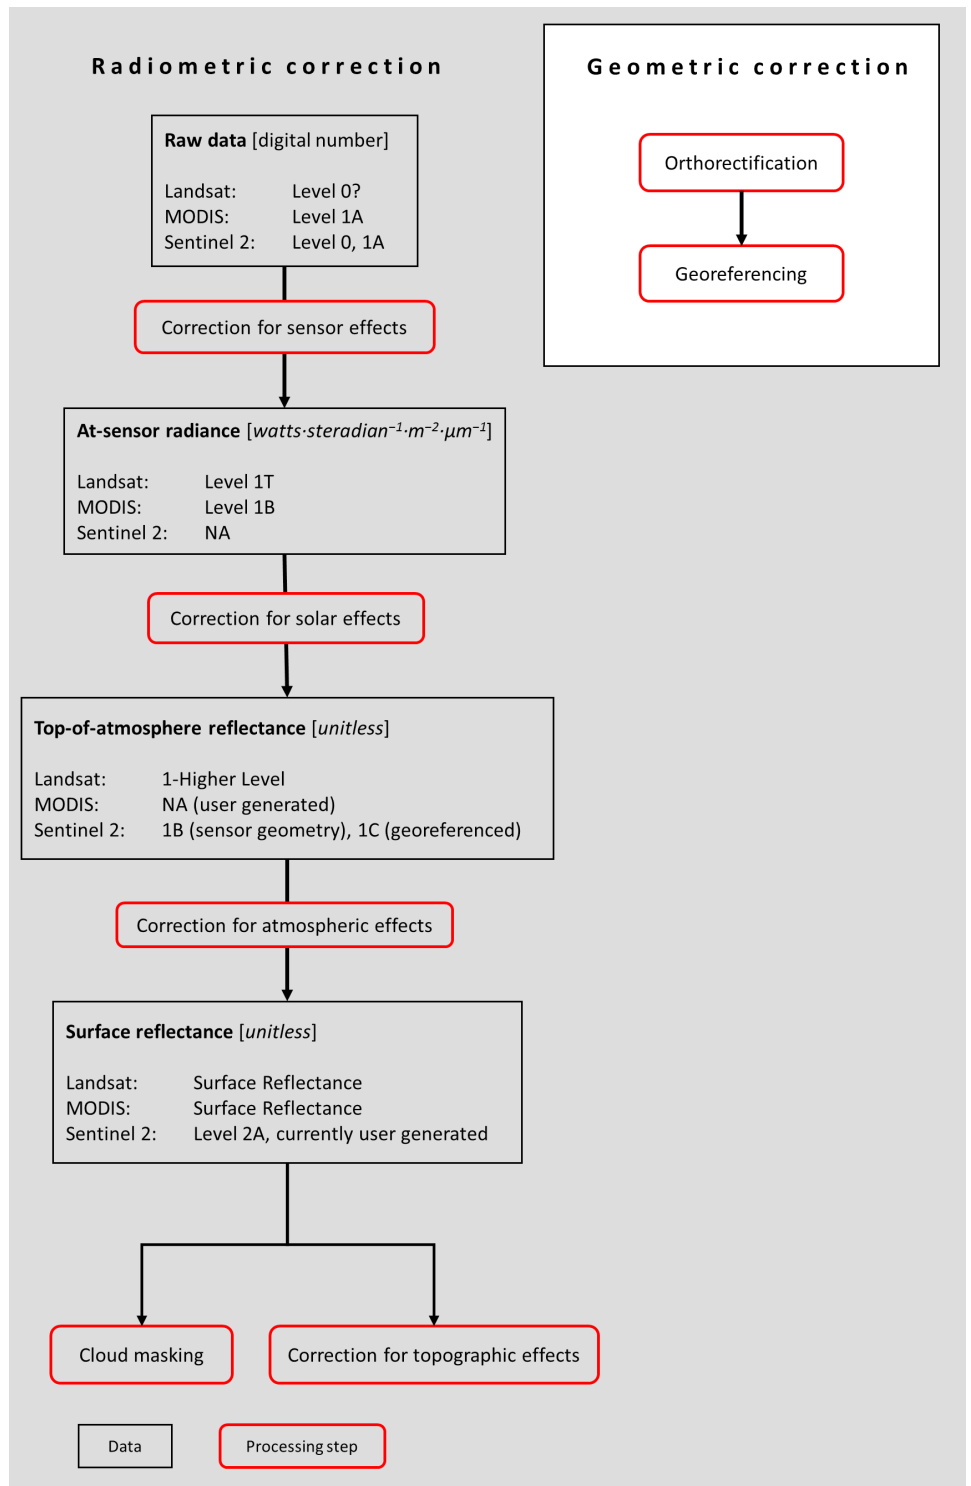 Radiometric correction
Raw data [digital number]
Landsat: Level 0?
MODIS: Level 1A
Sentinel 2: Level 0, 1A
Correction for sensor effects
At-sensor radiance [watts·steradian⁻¹·m⁻²·µm⁻¹]
Landsat: Level 1T
MODIS: Level 1B
Sentinel 2: NA
Correction for solar effects
Top-of-atmosphere reflectance [unitless]
Landsat: 1-Higher Level
MODIS: NA (user generated)
Sentinel 2: 1B (sensor geometry), 1C (georeferenced)
Correction for atmospheric effects
Surface reflectance [unitless]
Landsat: Surface Reflectance
MODIS: Surface Reflectance
Sentinel 2: Level 2A, currently user generated
Cloud masking
Correction for topographic effects
Data
Processing step
Geometric correction
Orthorectification
Georeferencing